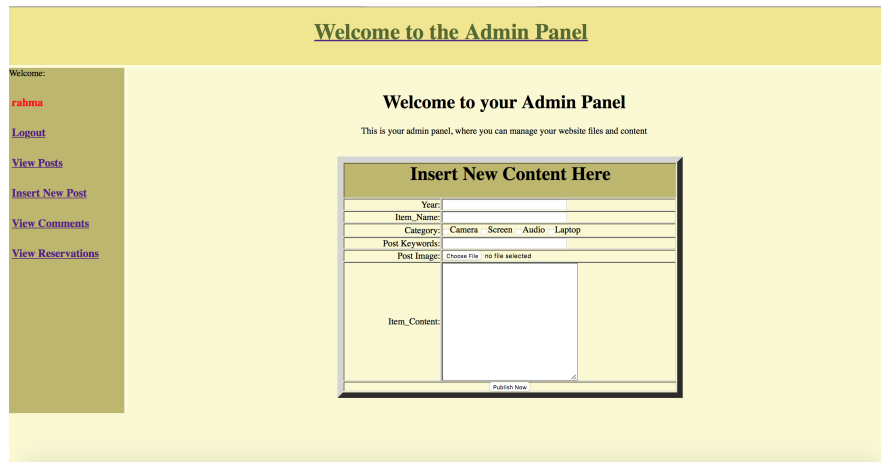 Welcome to the Admin Panel
Welcome:
rahma
Logout
View Posts
Insert New Post
View Comments
View Reservations
Welcome to your Admin Panel
This is your admin panel, where you can manage your website files and content
Insert New Content Here
Year:
Item_Name:
Category: Camera Screen Audio Laptop
Post Keywords:
Post Image: Choose File no file selected
Item_Content:
Publish Now